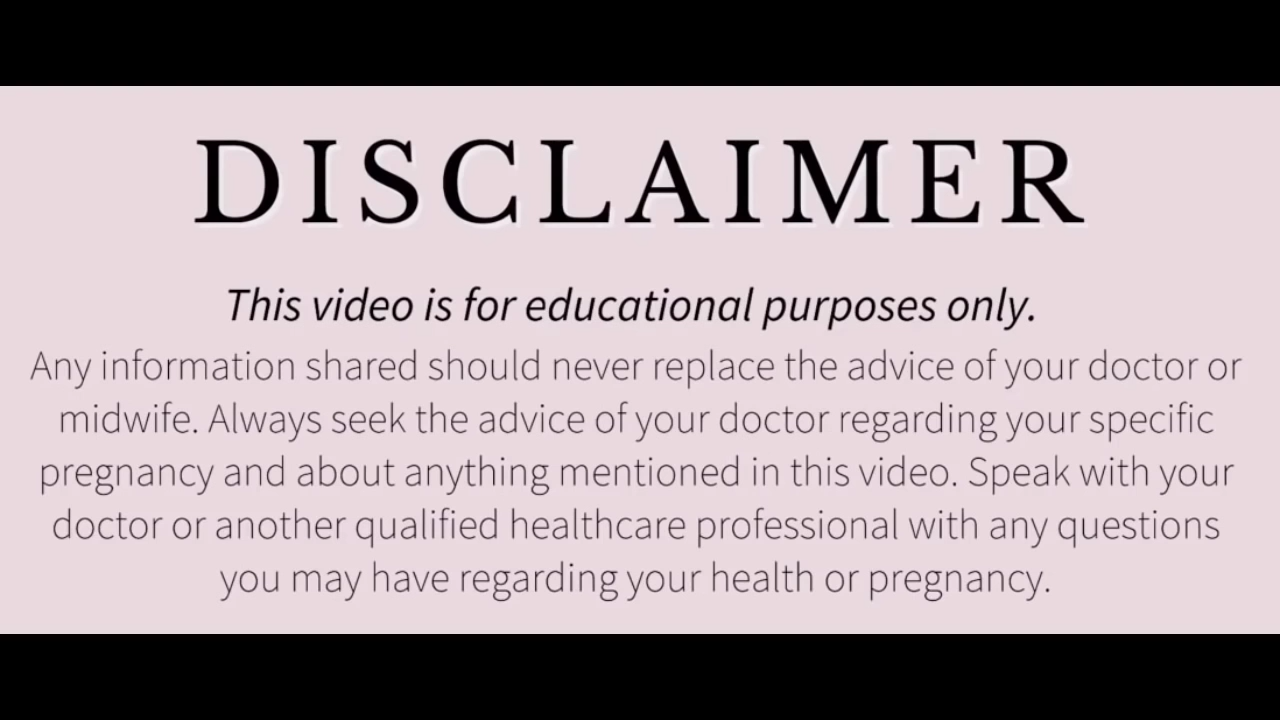 DISCLAIMER
This video is for educational purposes only.
Any information shared should never replace the advice of your doctor or
midwife. Always seek the advice of your doctor regarding your specific
pregnancy and about anything mentioned in this video. Speak with your
doctor or another qualified healthcare professional with any questions
you may have regarding your health or pregnancy.